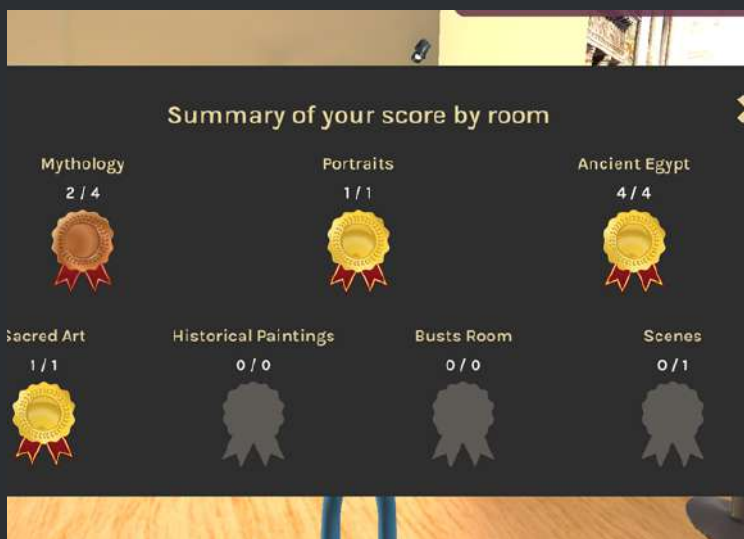 Summary of your score by room
Mythology
2 / 4
Portraits
1 / 1
Ancient Egypt
4 / 4
Sacred Art
1 / 1
Historical Paintings
0 / 0
Busts Room
0 / 0
Scenes
0 / 1